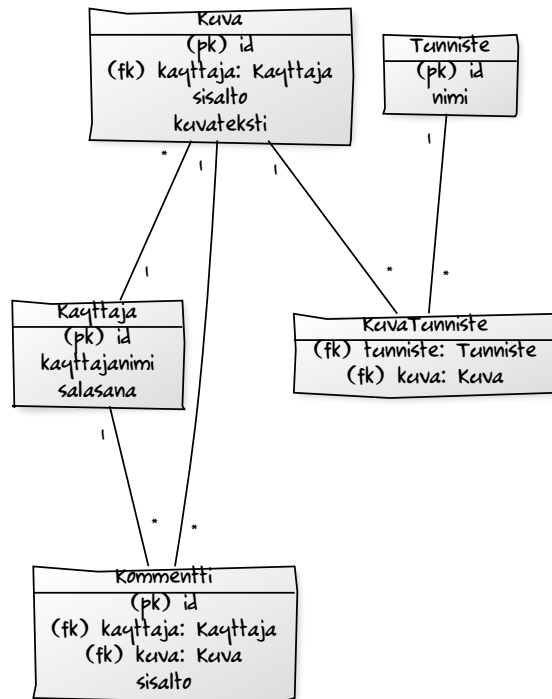 Kuva
(pk) id
(fk) kayttaja: Kayttaja
sisalto
kuvateksti
Tunniste
(pk) id
nimi
* 1 1 1
1 * *
Kayttaja
(pk) id
kayttajanimi
salasana
KuvaTunniste
(fk) tunniste: Tunniste
(fk) kuva: Kuva
1
* *
Kommentti
(pk) id
(fk) kayttaja: Kayttaja
(fk) kuva: Kuva
sisalto